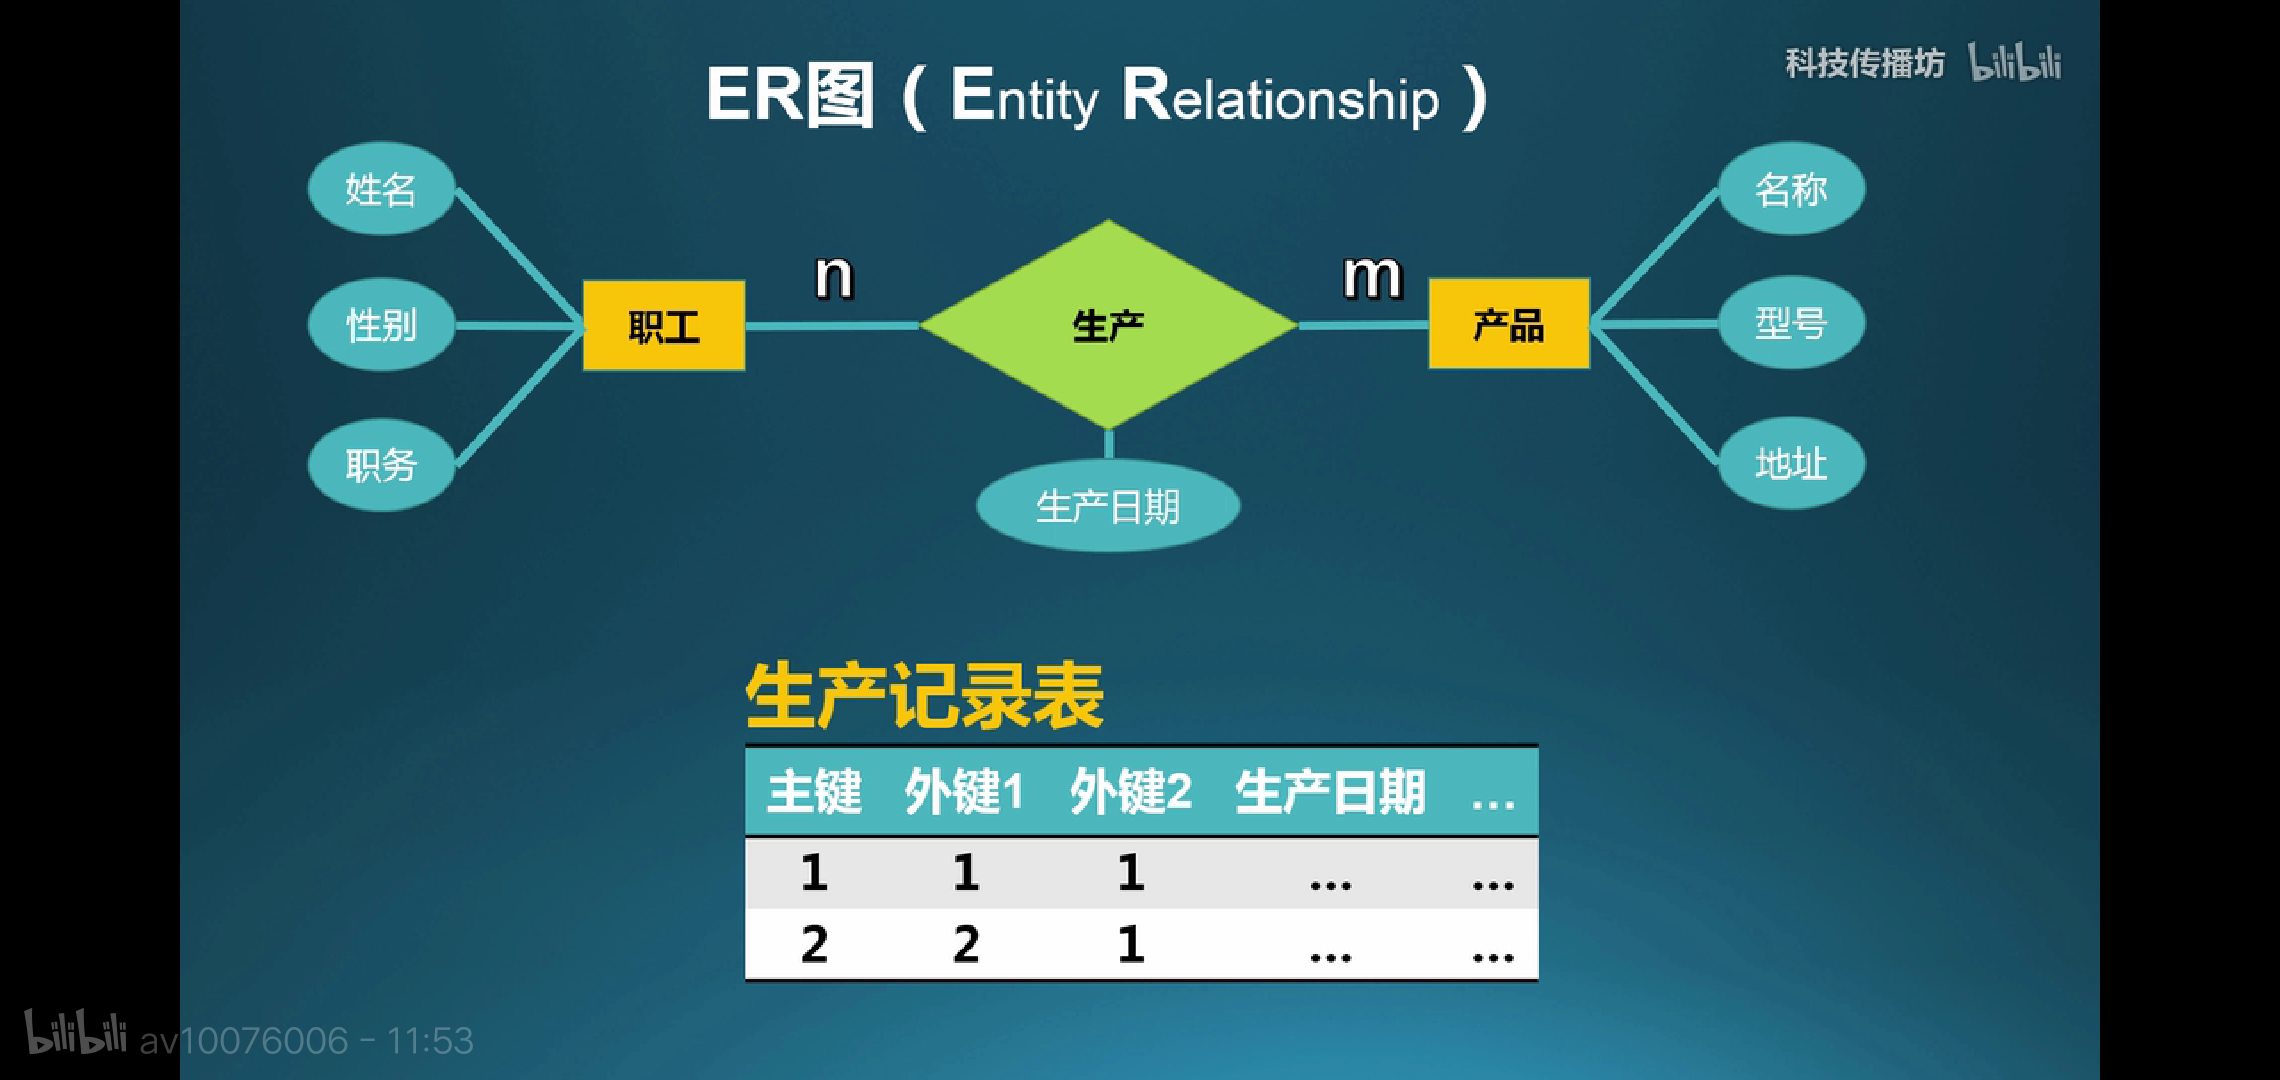 科技传播坊 bilibili
ER图（Entity Relationship）
姓名
名称
n
m
性别
职工
生产
产品
型号
职务
地址
生产日期
生产记录表
主键 外键1 外键2 生产日期 ...
1 1 1 ... ...
2 2 1 ... ...
bilibili av10076006 - 11:53